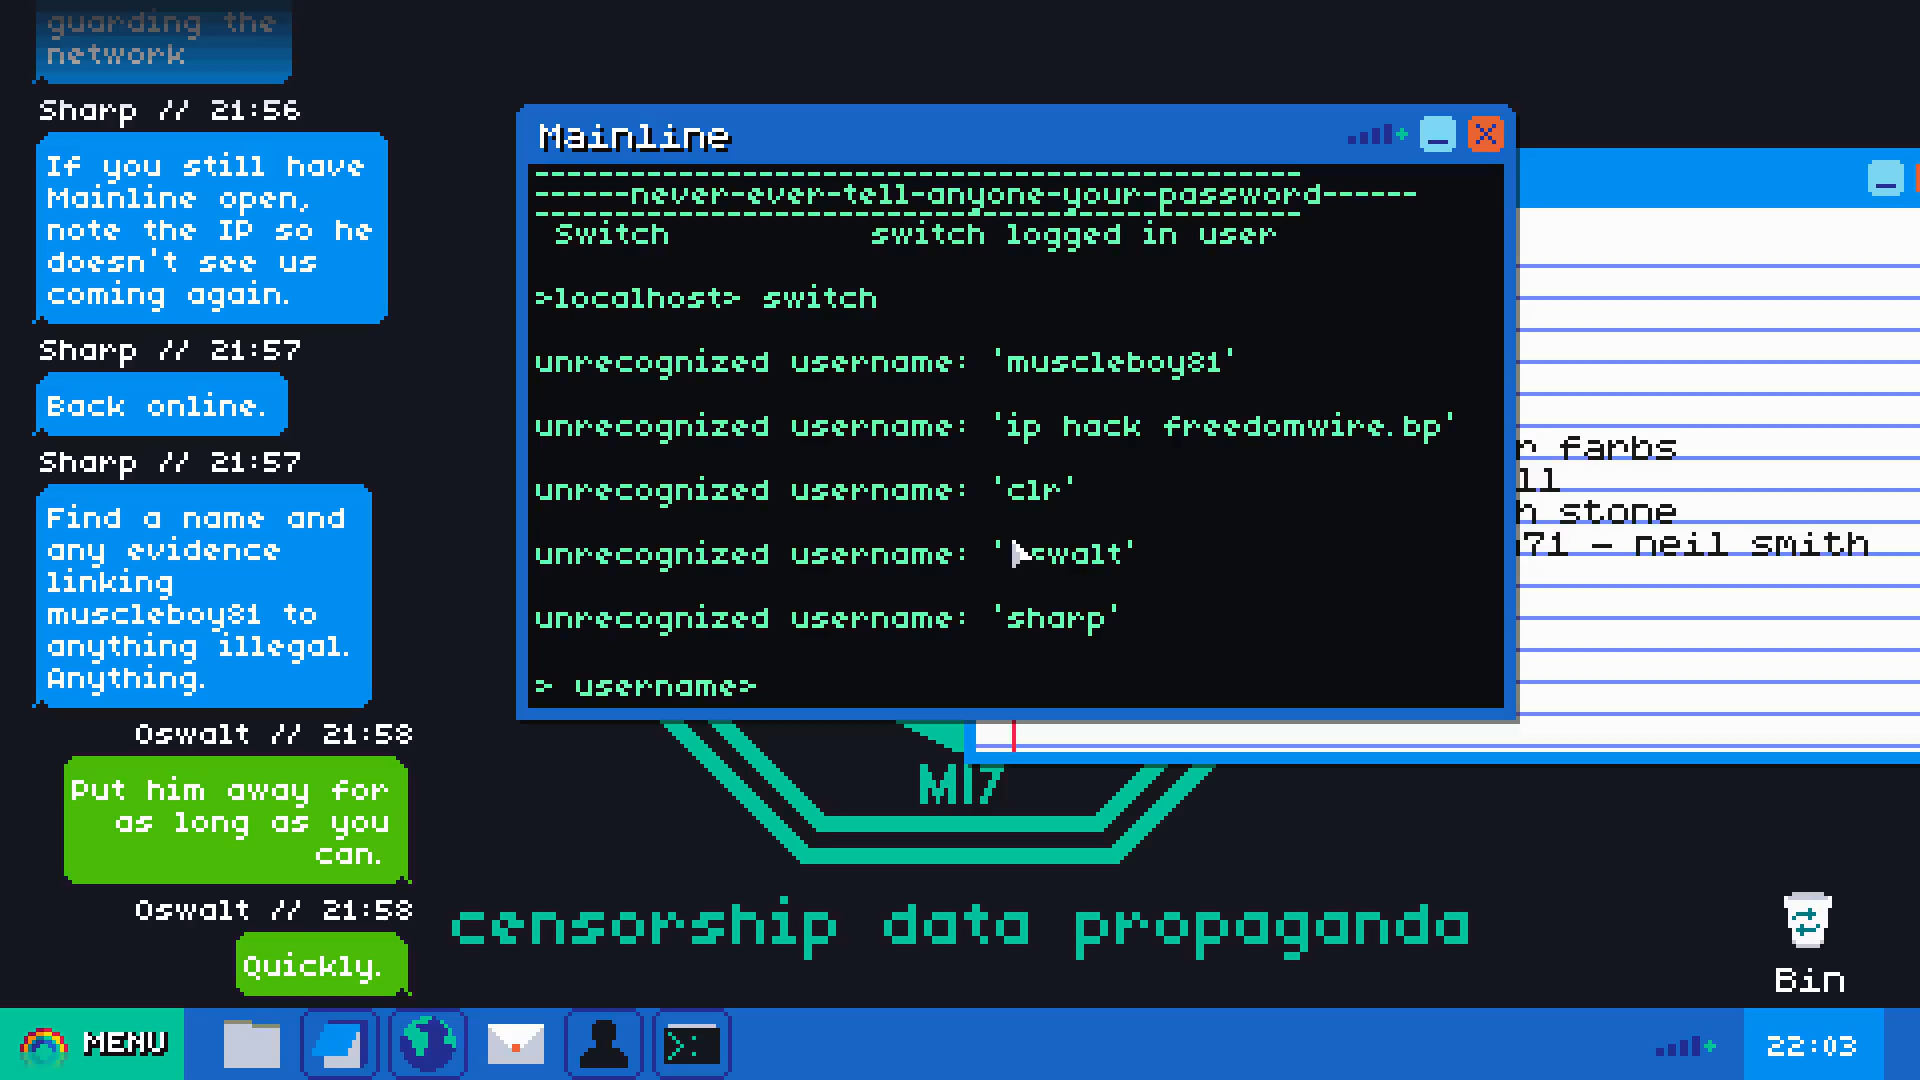 guarding the
network
Sharp // 21:56
If you still have
Mainline open,
note the IP so he
doesn't see us
coming again.
Sharp // 21:57
Back online.
Sharp // 21:57
Find a name and
any evidence
linking
muscleboy81 to
anything illegal.
Anything.
Oswalt // 21:58
Put him away for
as long as you
can.
Oswalt // 21:58
Quickly.
Mainline
------never-ever-tell-anyone-your-password------
Switch switch logged in user
>localhost> switch
unrecognized username: 'muscleboy81'
unrecognized username: 'ip hack freedomwire.bp'
unrecognized username: 'clr'
unrecognized username:
unrecognized username: 'sharp'
> username>
farbs
stone
71 - neil smith
MI7
censorship data propaganda
Bin
MENU
22:03